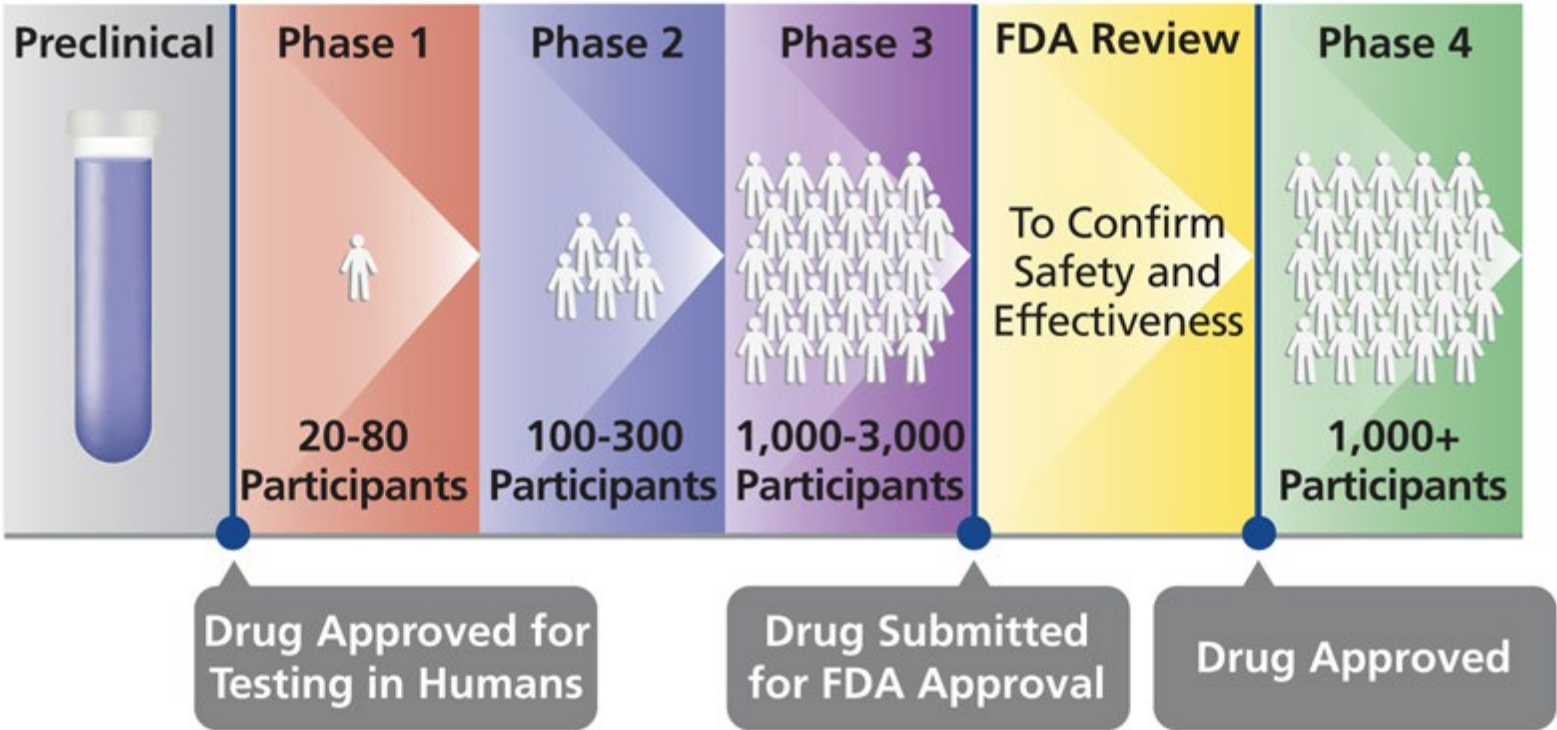 Preclinical
Phase 1
Phase 2
Phase 3
FDA Review
Phase 4
To Confirm
Safety and
Effectiveness
20-80
Participants
100-300
Participants
1,000-3,000
Participants
1,000+
Participants
Drug Approved for
Testing in Humans
Drug Submitted
for FDA Approval
Drug Approved